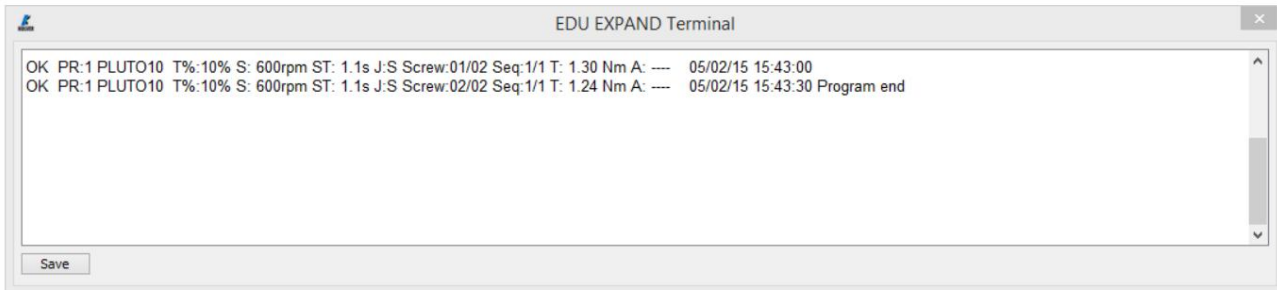 EDU EXPAND Terminal
OK PR:1 PLUTO10 T%:10% S: 600rpm ST: 1.1s J:S Screw:01/02 Seq:1/1 T: 1.30 Nm A: ---- 05/02/15 15:43:00
OK PR:1 PLUTO10 T%:10% S: 600rpm ST: 1.1s J:S Screw:02/02 Seq:1/1 T: 1.24 Nm A: ---- 05/02/15 15:43:30 Program end
Save